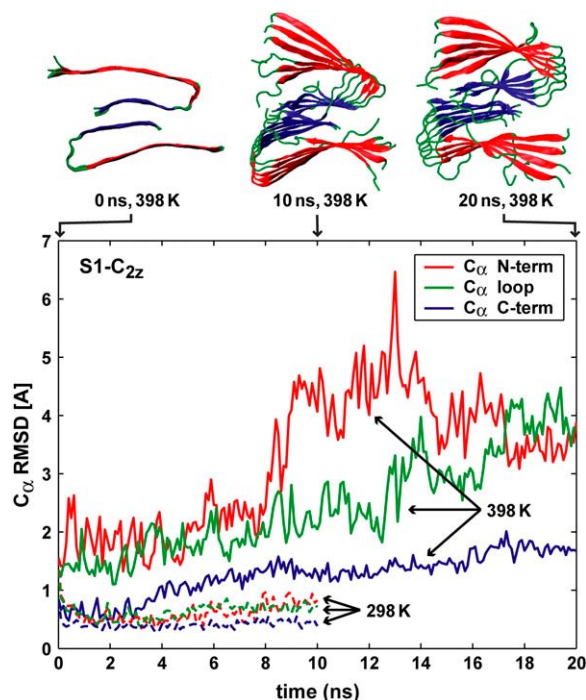 0 ns, 398 K
10 ns, 398 K
20 ns, 398 K
7
6
5
4
3
2
1
0
Cα RMSD [A]
S1-C2z
Cα N-term
Cα loop
Cα C-term
398 K
298 K
0 2 4 6 8 10 12 14 16 18 20
time (ns)